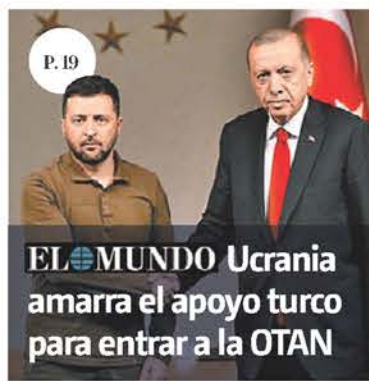 P. 19
EL MUNDO Ucrania
amarra el apoyo turco
para entrar a la OTAN